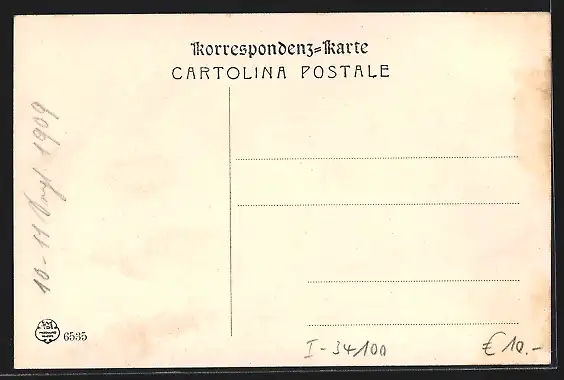 Korrespondenz=Karte
CARTOLINA POSTALE
10-11 Aug. 1909
6535
I-34100
€ 10.-